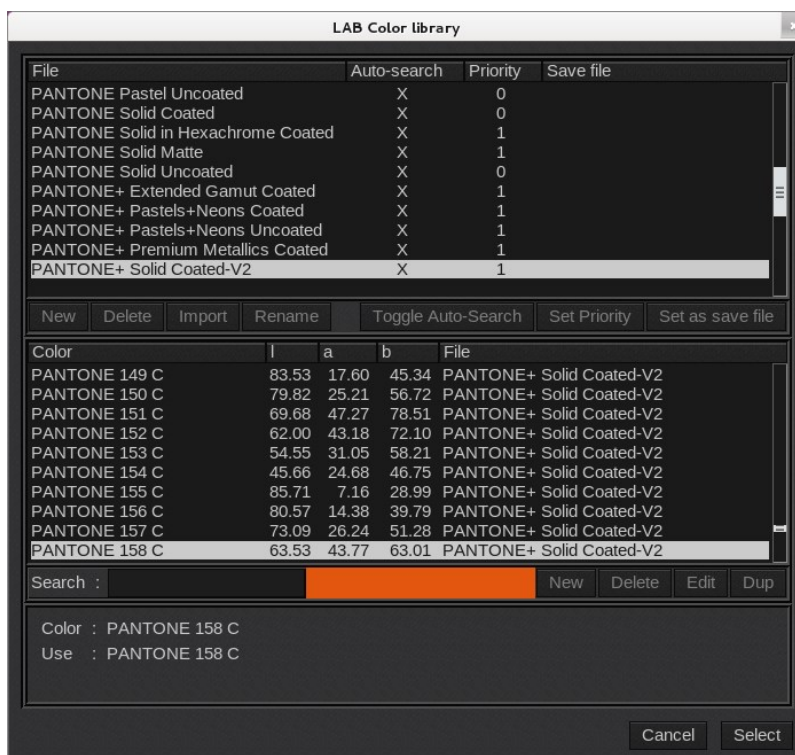 LAB Color library
File Auto-search Priority Save file
PANTONE Pastel Uncoated X 0
PANTONE Solid Coated X 0
PANTONE Solid in Hexachrome Coated X 1
PANTONE Solid Matte X 1
PANTONE Solid Uncoated X 0
PANTONE+ Extended Gamut Coated X 1
PANTONE+ Pastels+Neons Coated X 1
PANTONE+ Pastels+Neons Uncoated X 1
PANTONE+ Premium Metallics Coated X 1
PANTONE+ Solid Coated-V2 X 1
New Delete Import Rename Toggle Auto-Search Set Priority Set as save file
Color l a b File
PANTONE 149 C 83.53 17.60 45.34 PANTONE+ Solid Coated-V2
PANTONE 150 C 79.82 25.21 56.72 PANTONE+ Solid Coated-V2
PANTONE 151 C 69.68 47.27 78.51 PANTONE+ Solid Coated-V2
PANTONE 152 C 62.00 43.18 72.10 PANTONE+ Solid Coated-V2
PANTONE 153 C 54.55 31.05 58.21 PANTONE+ Solid Coated-V2
PANTONE 154 C 45.66 24.68 46.75 PANTONE+ Solid Coated-V2
PANTONE 155 C 85.71 7.16 28.99 PANTONE+ Solid Coated-V2
PANTONE 156 C 80.57 14.38 39.79 PANTONE+ Solid Coated-V2
PANTONE 157 C 73.09 26.24 51.28 PANTONE+ Solid Coated-V2
PANTONE 158 C 63.53 43.77 63.01 PANTONE+ Solid Coated-V2
Search : New Delete Edit Dup
Color : PANTONE 158 C
Use : PANTONE 158 C
Cancel Select